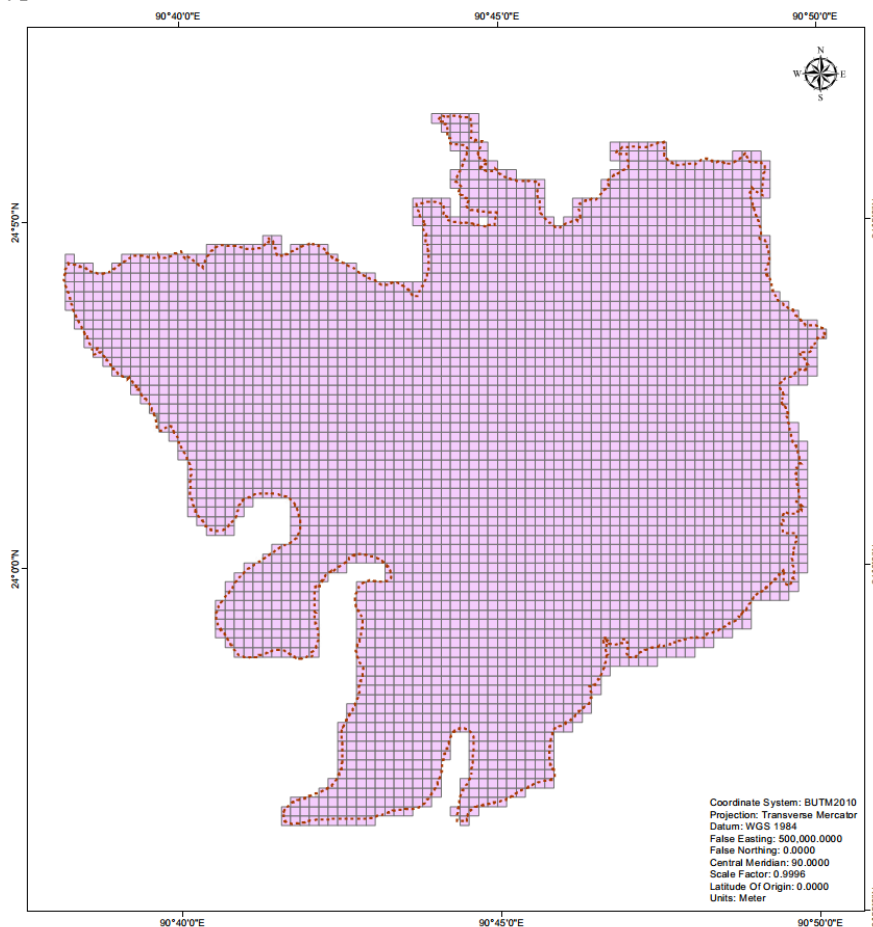 90°40'0"E 90°45'0"E 90°50'0"E
N
W E
S
24°5'0"N
24°0'0"N
Coordinate System: BUTM2010
Projection: Transverse Mercator
Datum: WGS 1984
False Easting: 500,000.0000
False Northing: 0.0000
Central Meridian: 90.0000
Scale Factor: 0.9996
Latitude Of Origin: 0.0000
Units: Meter
90°40'0"E 90°45'0"E 90°50'0"E